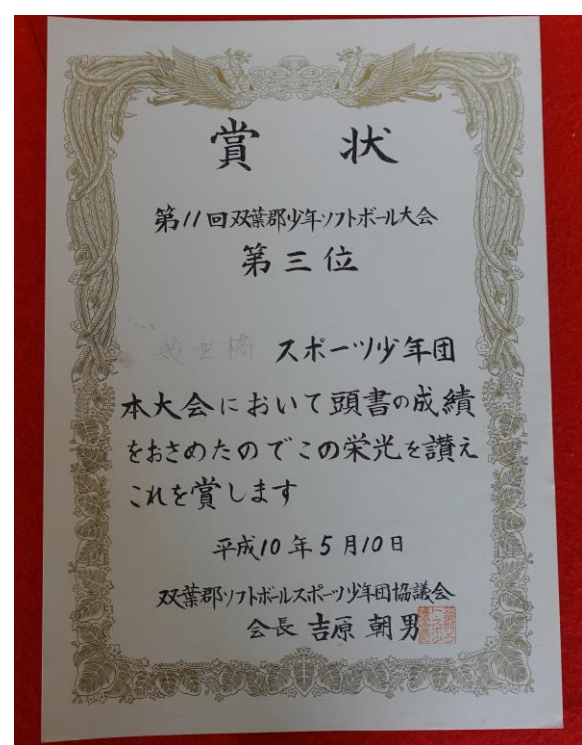 賞状
第11回双葉郡少年ソフトボール大会
第三位
幾世橋 スポーツ少年団
本大会において頭書の成績
をおさめたのでこの栄光を讃え
これを賞します
平成10年5月10日
双葉郡ソフトボールスポーツ少年団協議会
会長 吉原朝男